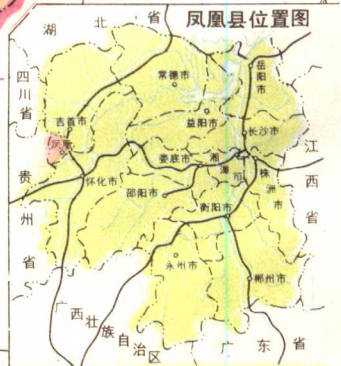 凤凰县位置图
湖北省
四川省
贵州省
江西省
广东省
广西壮族自治区
常德市
岳阳市
吉首市
凤凰
益阳市
长沙市
娄底市
湘潭市
株洲市
怀化市
邵阳市
衡阳市
永州市
郴州市